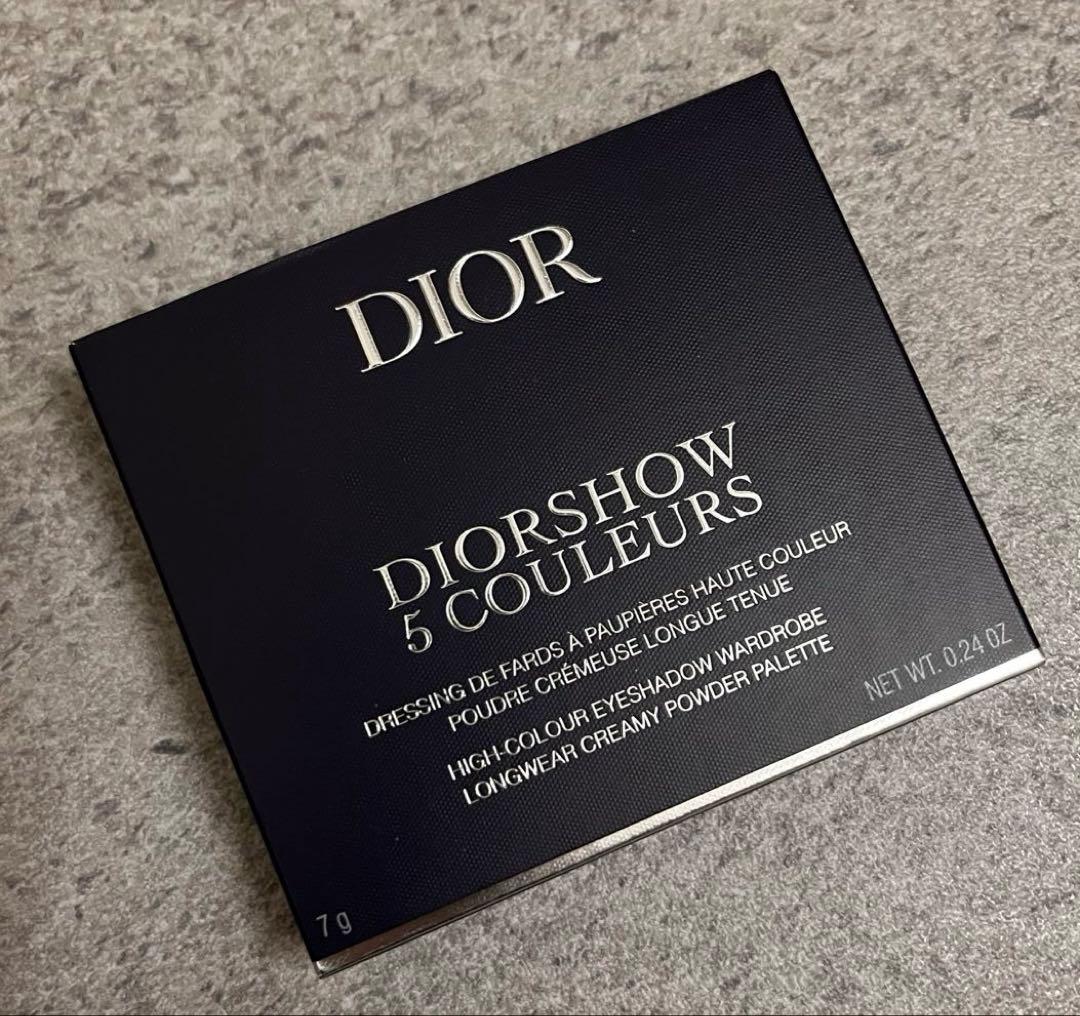 DIOR
DIORSHOW
5 COULEURS
DRESSING DE FARDS À PAUPIÈRES HAUTE COULEUR
POUDRE CRÉMEUSE LONGUE TENUE
HIGH-COLOUR EYESHADOW WARDROBE
LONGWEAR CREAMY POWDER PALETTE
7 g
NET WT. 0.24 OZ